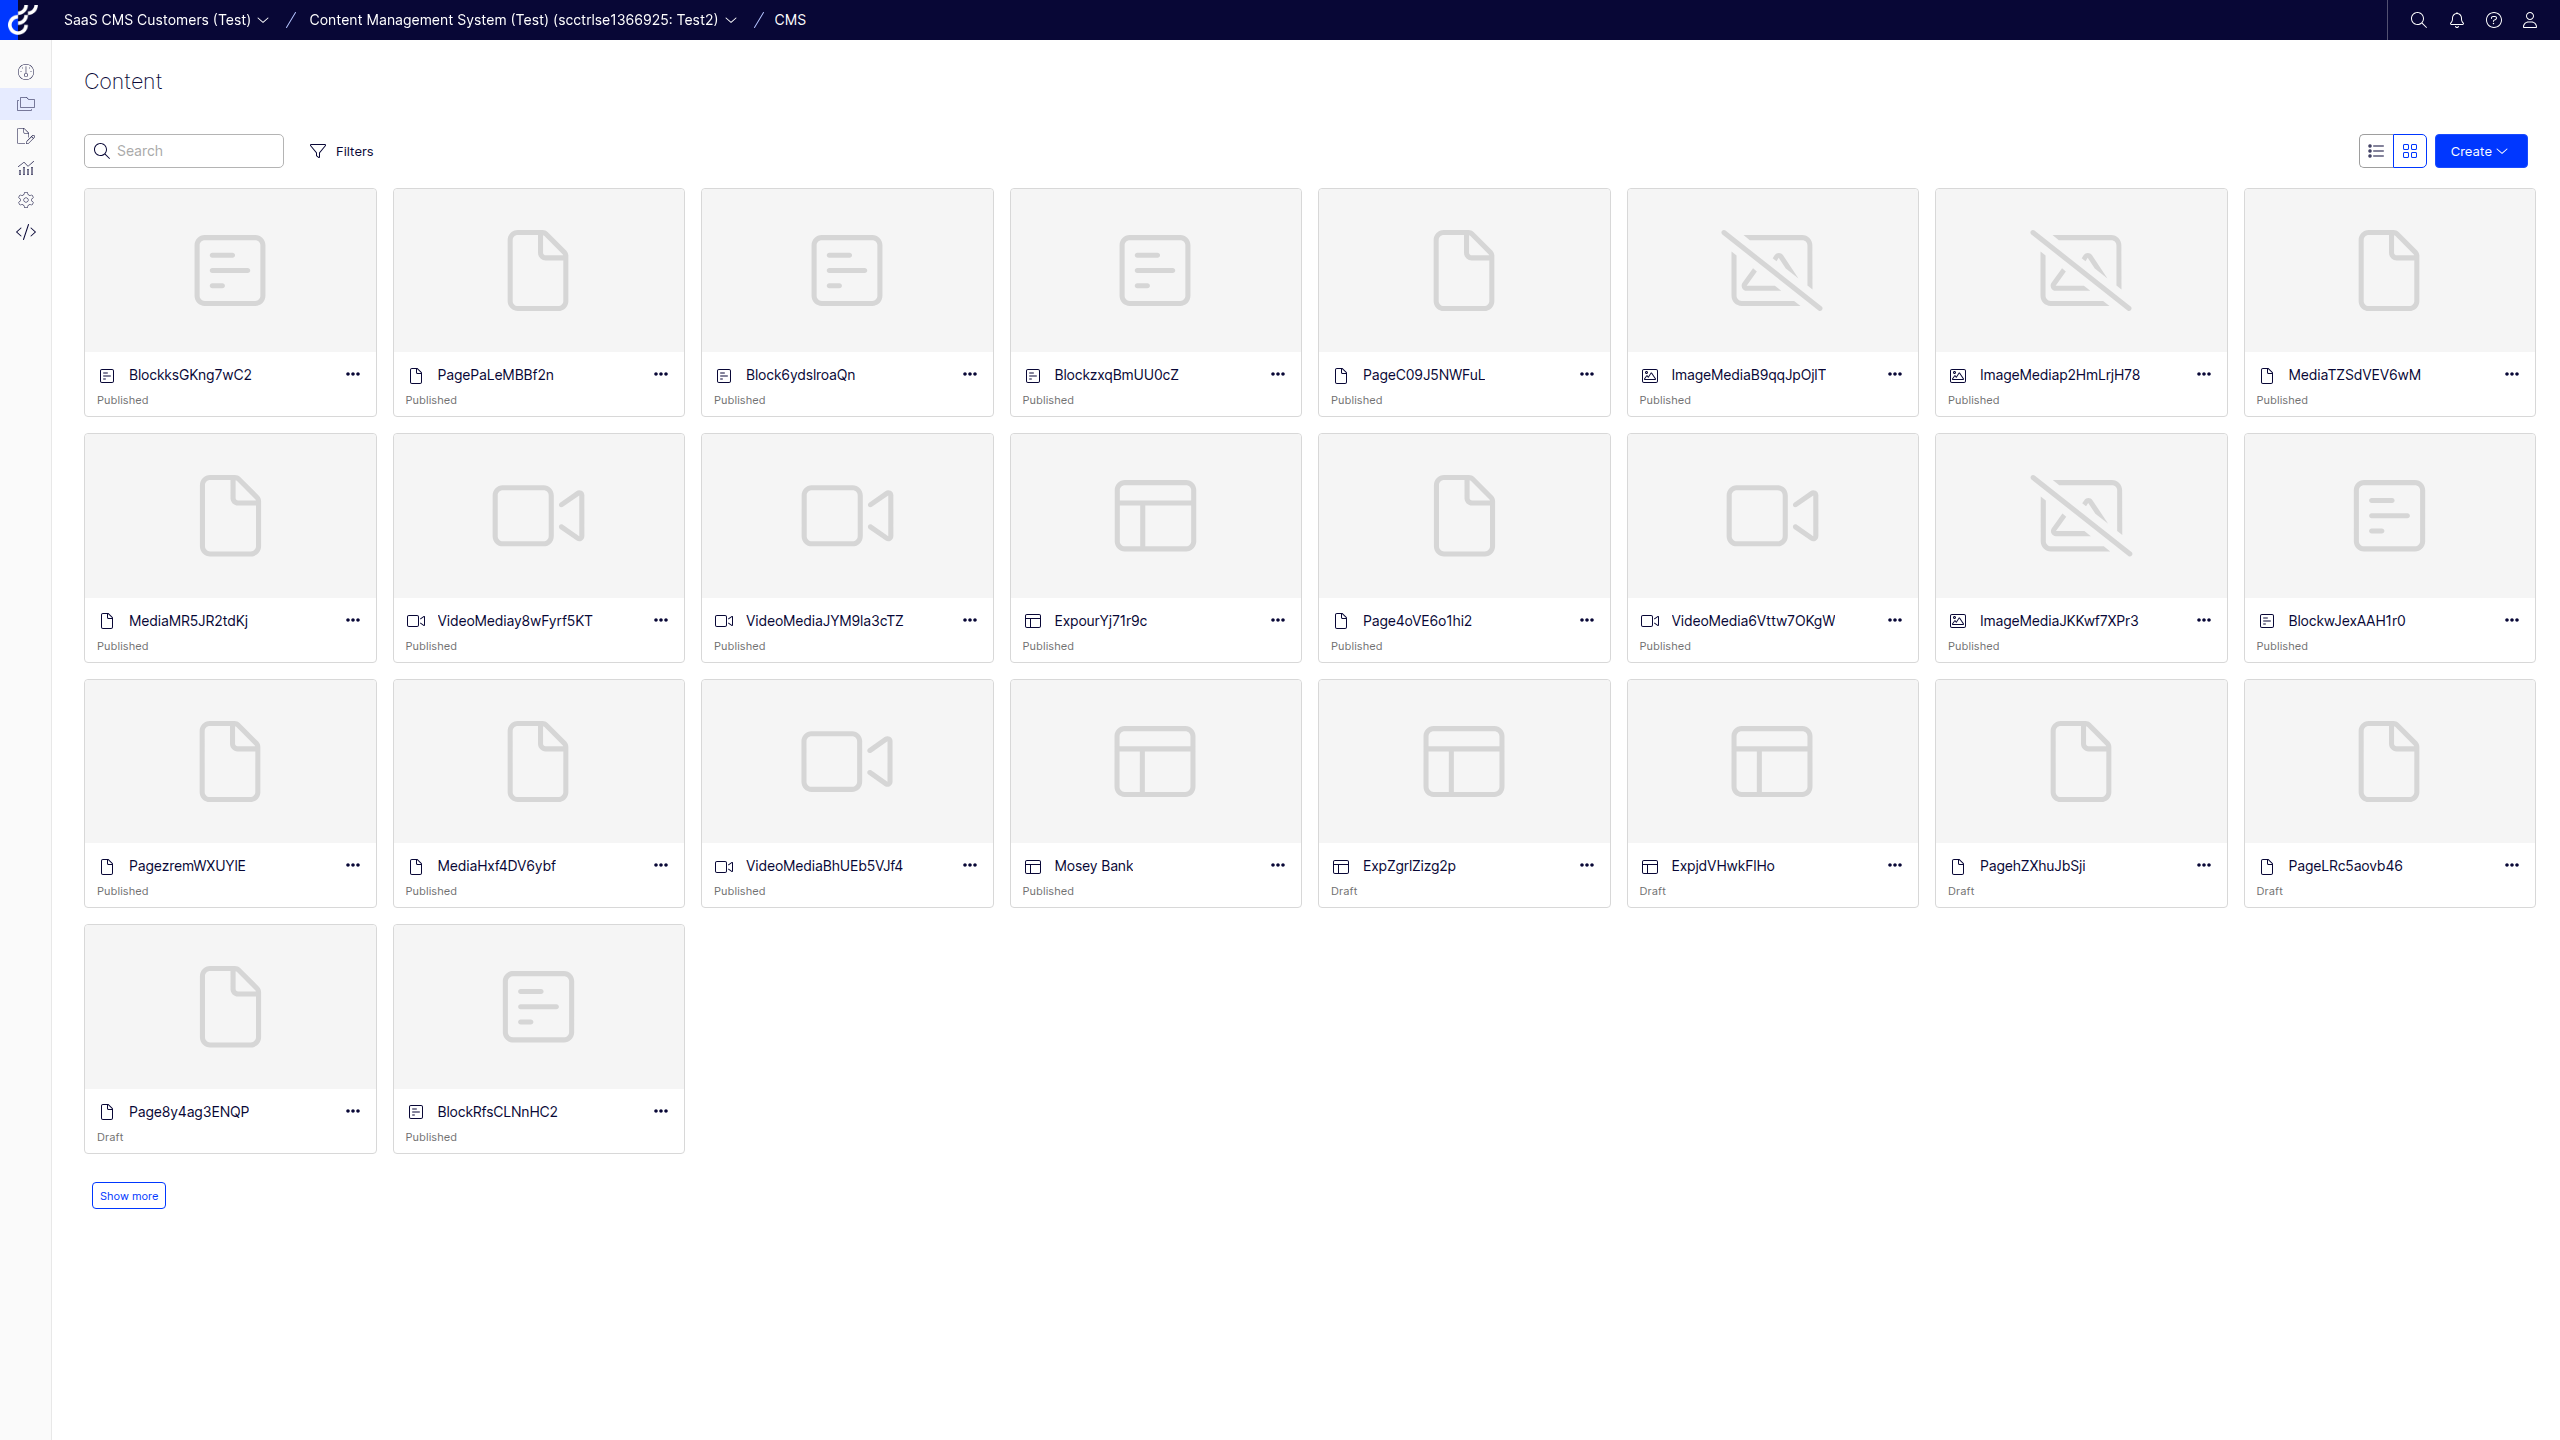 SaaS CMS Customers (Test) / Content Management System (Test) (scctrlse1366925: Test2) / CMS
Content
Search
Filters
Create
BlockksGKng7wC2
Published
PagePaLeMBBf2n
Published
Block6ydslroaQn
Published
BlockzxqBmUU0cZ
Published
PageC09J5NWFuL
Published
ImageMediaB9qqJpOjlT
Published
ImageMediap2HmLrjH78
Published
MediaTZSdVEV6wM
Published
MediaMR5JR2tdKj
Published
VideoMediay8wFyrf5KT
Published
VideoMediaJYM9la3cTZ
Published
ExpourYj71r9c
Published
Page4oVE6o1hi2
Published
VideoMedia6Vttw7OKgW
Published
ImageMediaJKKwf7XPr3
Published
BlockwJexAAH1r0
Published
PagezremWXUYlE
Published
MediaHxf4DV6ybf
Published
VideoMediaBhUEb5VJf4
Published
Mosey Bank
Published
ExpZgrlZizg2p
Draft
ExpjdVHwkFlHo
Draft
PagehZXhuJbSji
Draft
PageLRc5aovb46
Draft
Page8y4ag3ENQP
Draft
BlockRfsCLNnHC2
Published
Show more